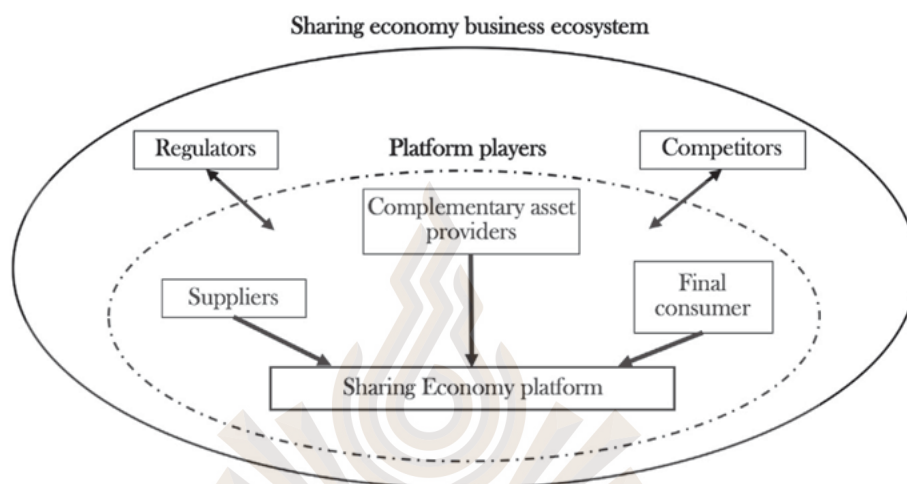 Sharing economy business ecosystem
Regulators
Competitors
Platform players
Complementary asset
providers
Suppliers
Final
consumer
Sharing Economy platform